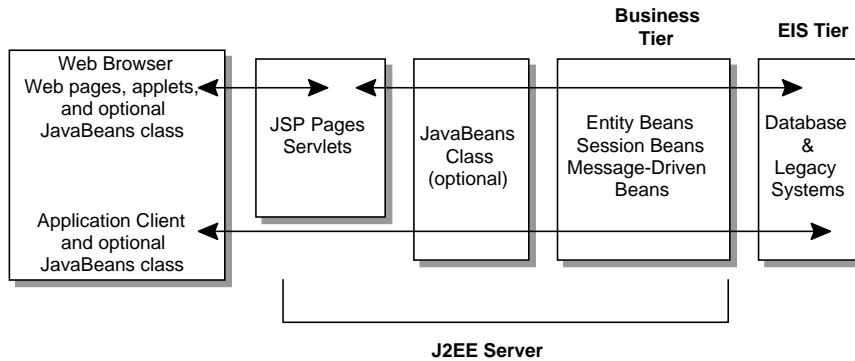 Business
Tier
EIS Tier
Web Browser
Web pages, applets,
and optional
JavaBeans class
Application Client
and optional
JavaBeans class
JSP Pages
Servlets
JavaBeans
Class
(optional)
Entity Beans
Session Beans
Message-Driven
Beans
Database
&
Legacy
Systems
J2EE Server